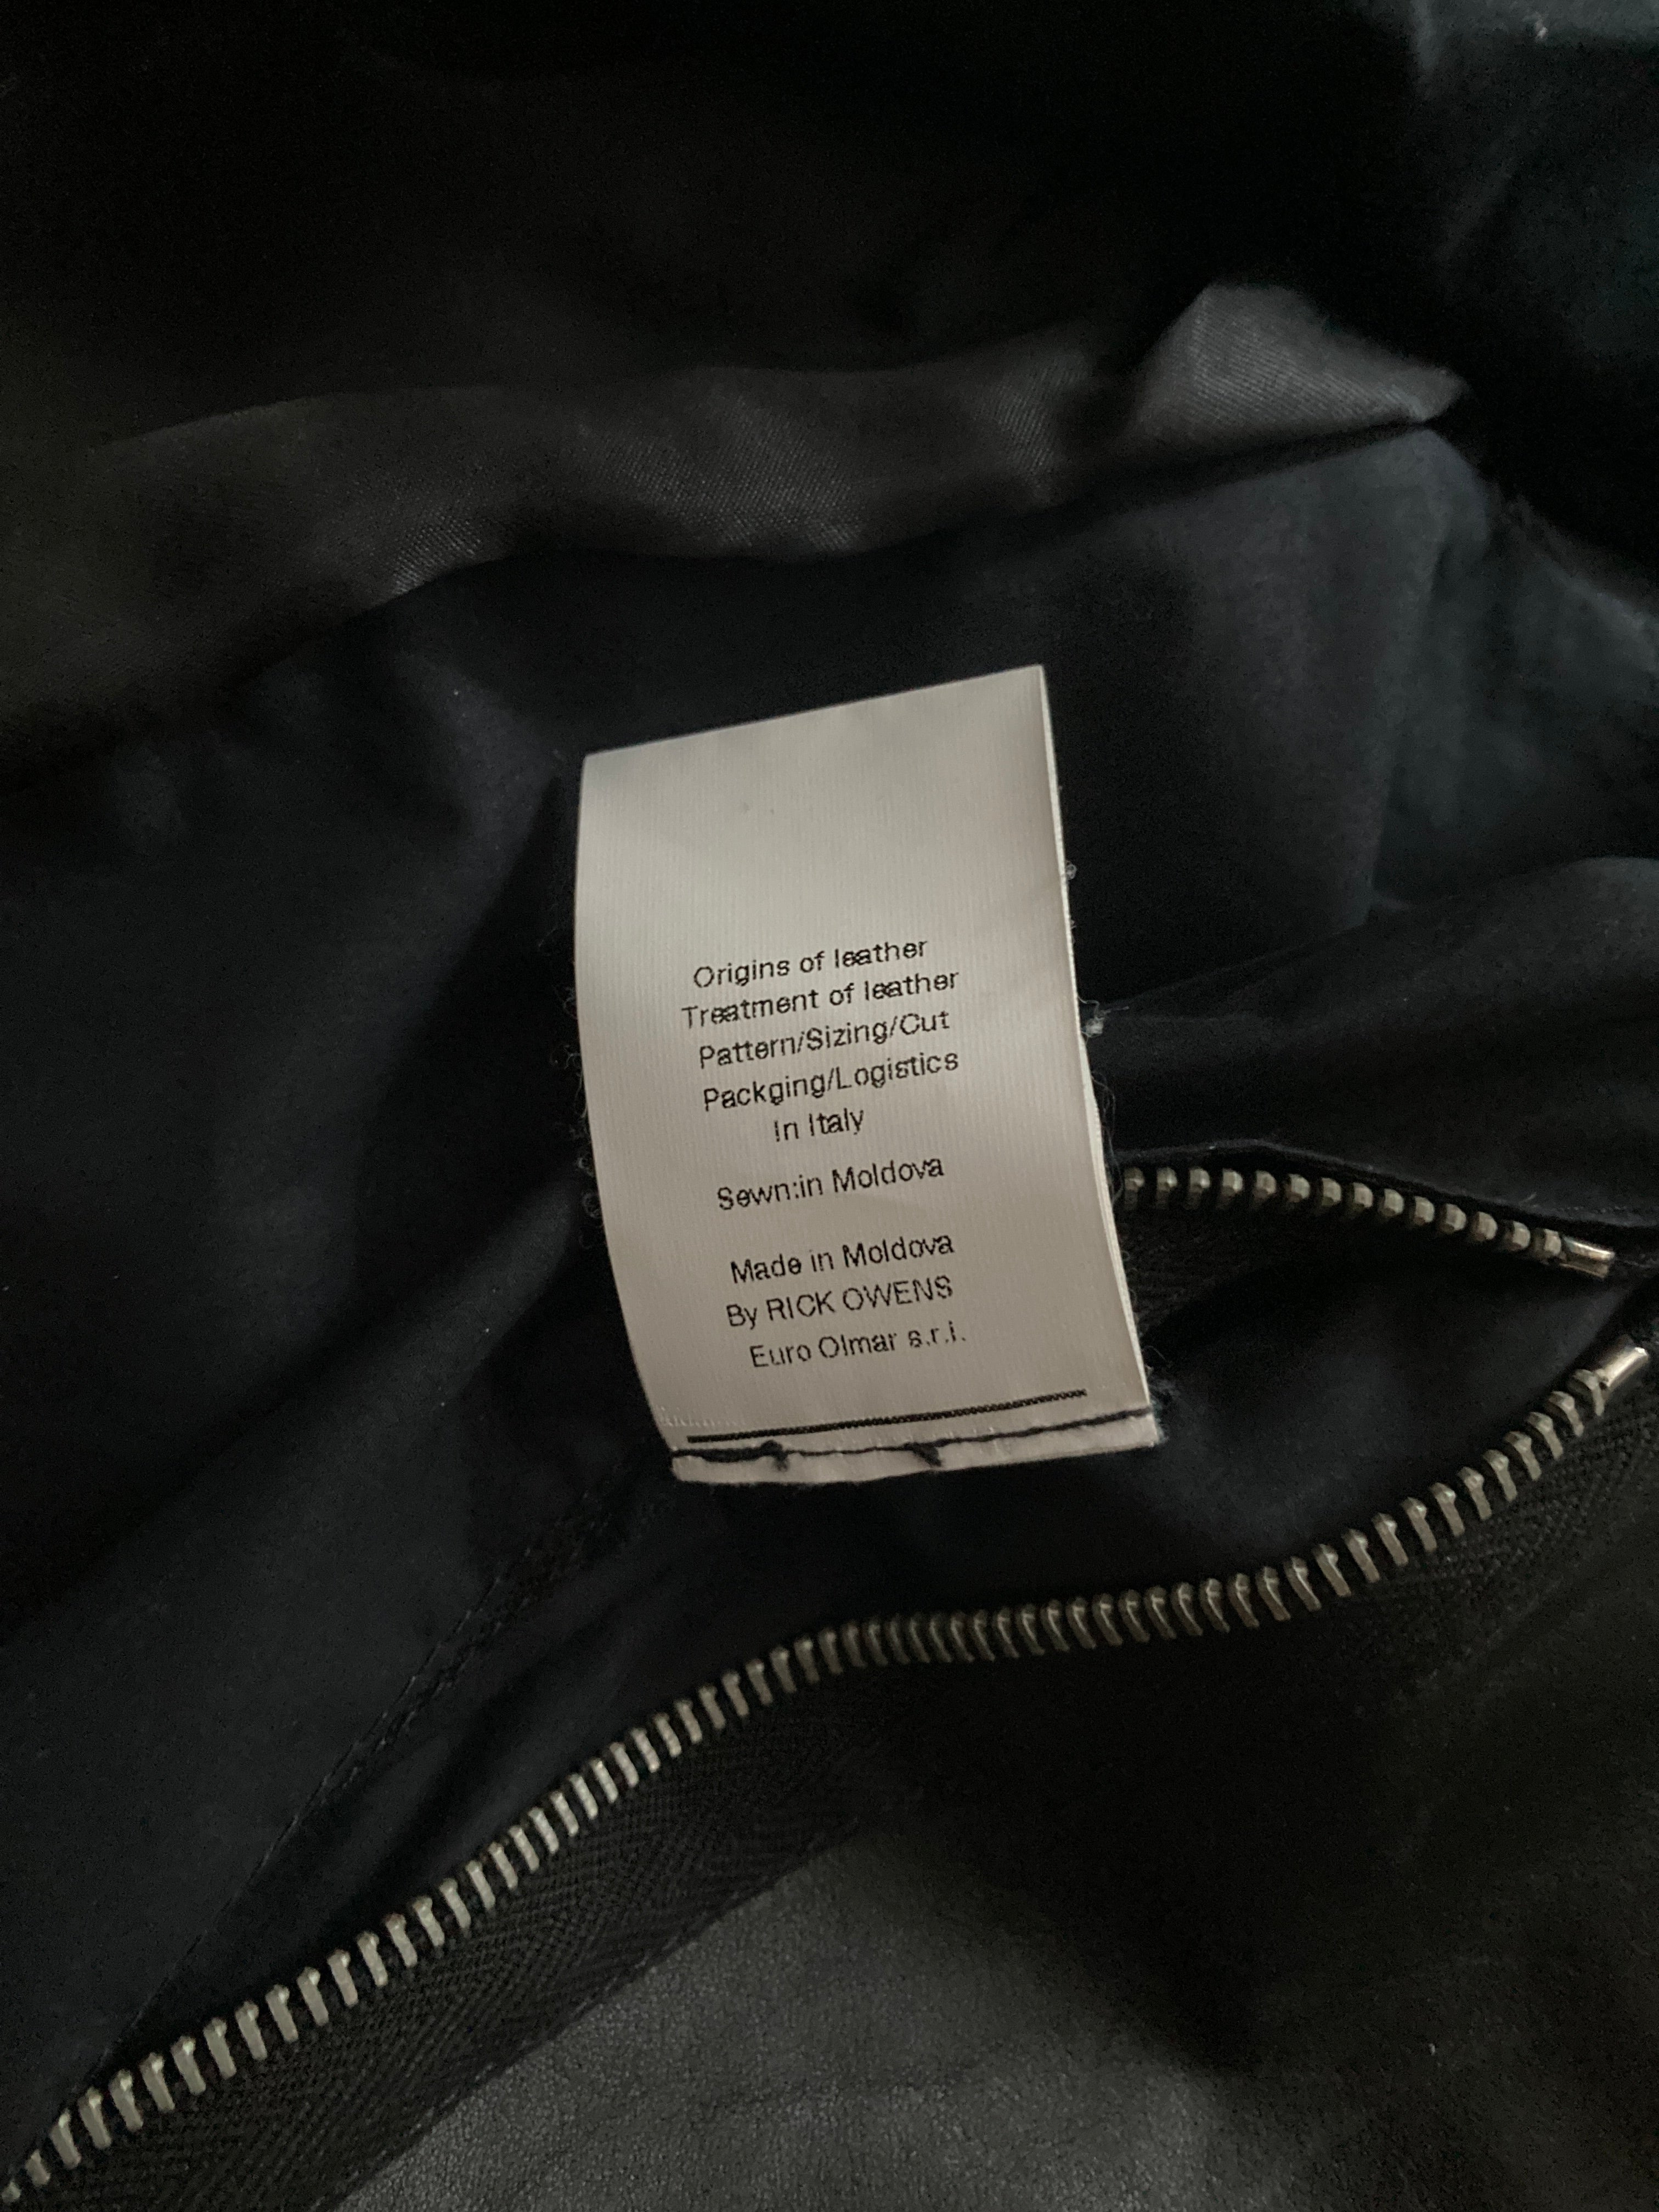 Origins of leather
Treatment of leather
Pattern/Sizing/Cut
Packging/Logistics
In Italy
Sewn:in Moldova
Made in Moldova
By RICK OWENS
Euro Olmar s.r.i.